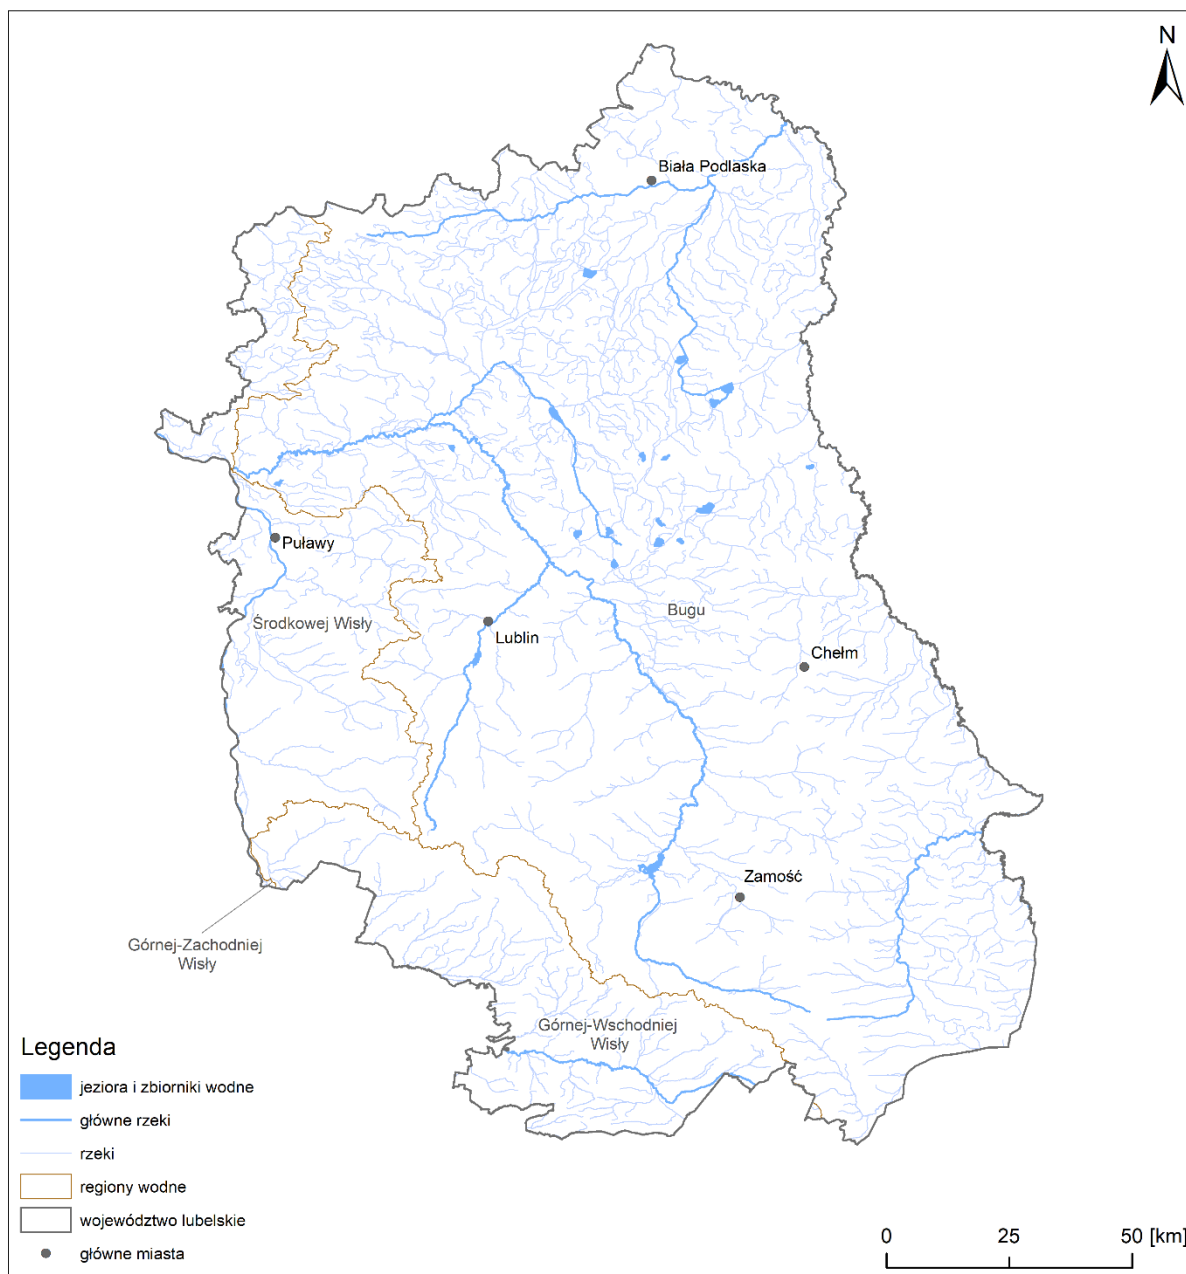 N
Biała Podlaska
Puławy
Środkowej Wisły
Bugu
Lublin
Chełm
Zamość
Górnej-Zachodniej
Wisły
Górnej-Wschodniej
Wisły
Legenda
jeziora i zbiorniki wodne
główne rzeki
rzeki
regiony wodne
województwo lubelskie
główne miasta
0 25 50 [km]